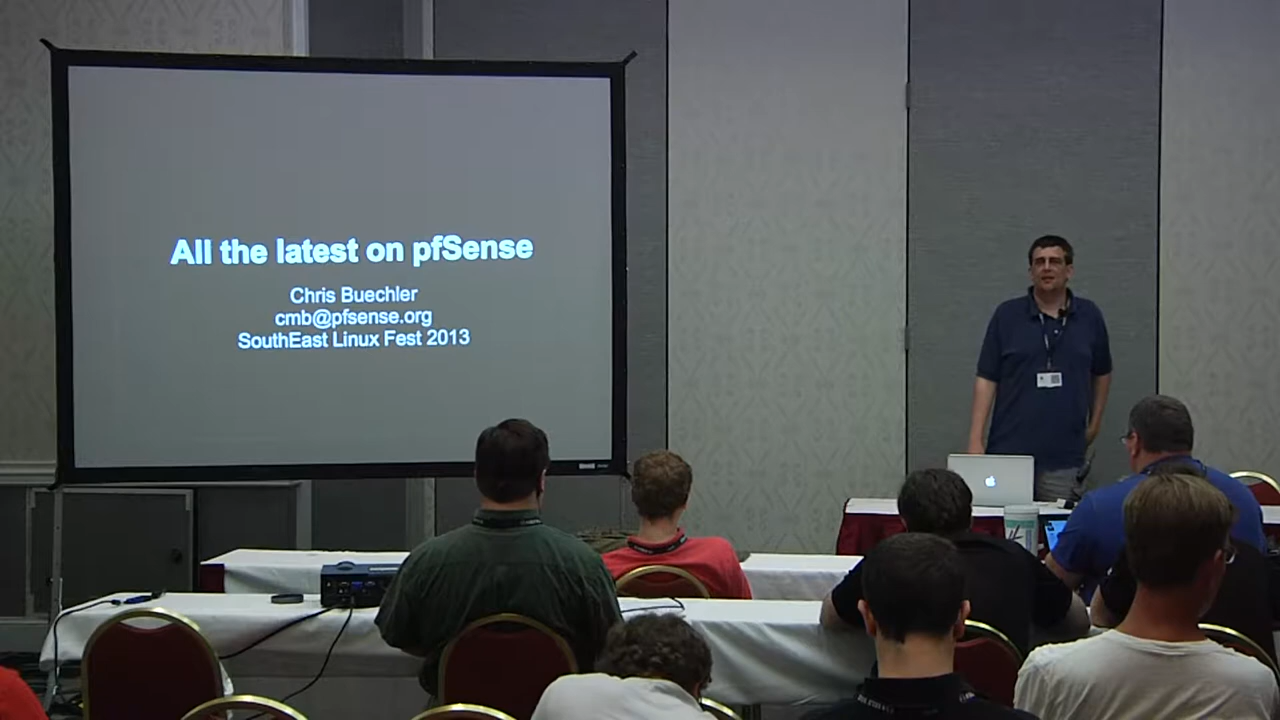 All the latest on pfSense
Chris Buechler
cmb@pfsense.org
SouthEast Linux Fest 2013